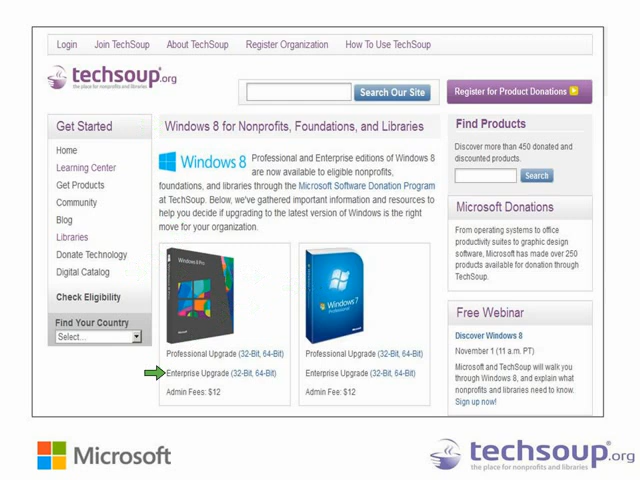 Login Join TechSoup About TechSoup Register Organization How To Use TechSoup
techsoup.org
the place for nonprofits and libraries
Search Our Site
Register for Product Donations
Get Started
Home
Learning Center
Get Products
Community
Blog
Libraries
Donate Technology
Digital Catalog
Check Eligibility
Find Your Country
Select...
Windows 8 for Nonprofits, Foundations, and Libraries
Windows 8
Professional and Enterprise editions of Windows 8
are now available to eligible nonprofits,
foundations, and libraries through the Microsoft Software Donation Program
at TechSoup. Below, we've gathered important information and resources to
help you decide if upgrading to the latest version of Windows is the right
move for your organization.
Windows 8 Pro
Professional Upgrade (32-Bit, 64-Bit)
Enterprise Upgrade (32-Bit, 64-Bit)
Admin Fees: $12
Windows 7
Professional
Professional Upgrade (32-Bit, 64-Bit)
Enterprise Upgrade (32-Bit, 64-Bit)
Admin Fees: $12
Find Products
Discover more than 450 donated and
discounted products.
Search
Microsoft Donations
From operating systems to office
productivity suites to graphic design
software, Microsoft has made over 250
products available for donation through
TechSoup.
Free Webinar
Discover Windows 8
November 1 (11 a.m. PT)
Microsoft and TechSoup will walk you
through Windows 8, and explain what
nonprofits and libraries need to know.
Sign up now!
Microsoft
techsoup.org
the place for nonprofits and libraries